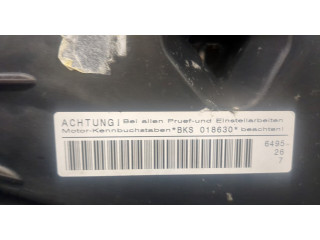 ACHTUNG! Bei allen Pruef-und Einstellarbeiten
Motor-Kennbuchstaben*BKS 018630* beachten!
6495-
26
7